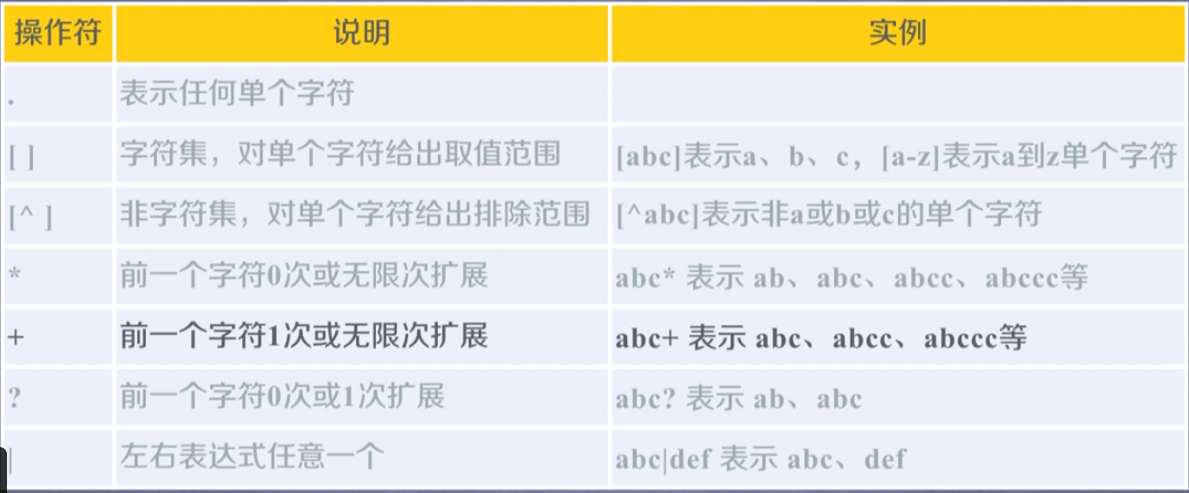 操作符 说明 实例
. 表示任何单个字符
[ ] 字符集，对单个字符给出取值范围 [abc]表示a、b、c，[a-z]表示a到z单个字符
[^ ] 非字符集，对单个字符给出排除范围 [^abc]表示非a或b或c的单个字符
* 前一个字符0次或无限次扩展 abc* 表示 ab、abc、abcc、abccc等
+ 前一个字符1次或无限次扩展 abc+ 表示 abc、abcc、abccc等
? 前一个字符0次或1次扩展 abc? 表示 ab、abc
| 左右表达式任意一个 abc|def 表示 abc、def